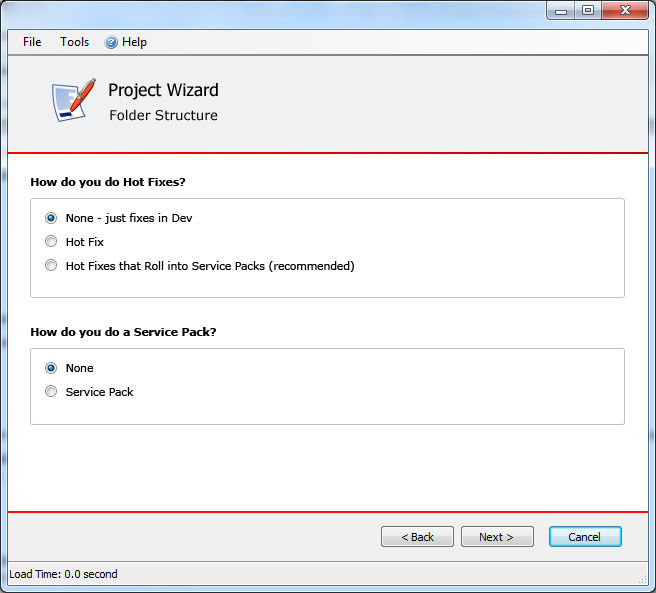 File Tools Help
Project Wizard
Folder Structure
How do you do Hot Fixes?
None - just fixes in Dev
Hot Fix
Hot Fixes that Roll into Service Packs (recommended)
How do you do a Service Pack?
None
Service Pack
< Back Next > Cancel
Load Time: 0.0 second